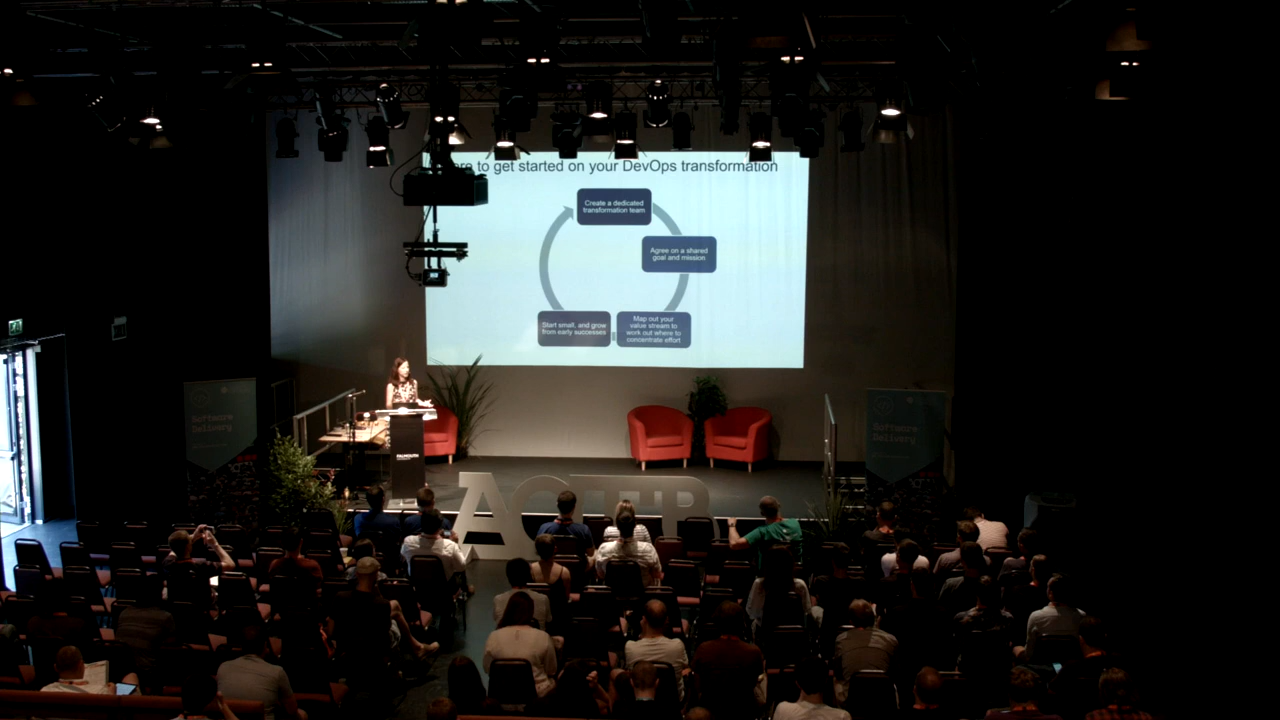 to get started on your DevOps transformation
Create a dedicated
transformation team
Agree on a shared
goal and mission
Start small, and grow
from early successes
Map out your
value stream to
work out where to
concentrate effort
Software
Delivery
Software
Delivery
FALMOUTH